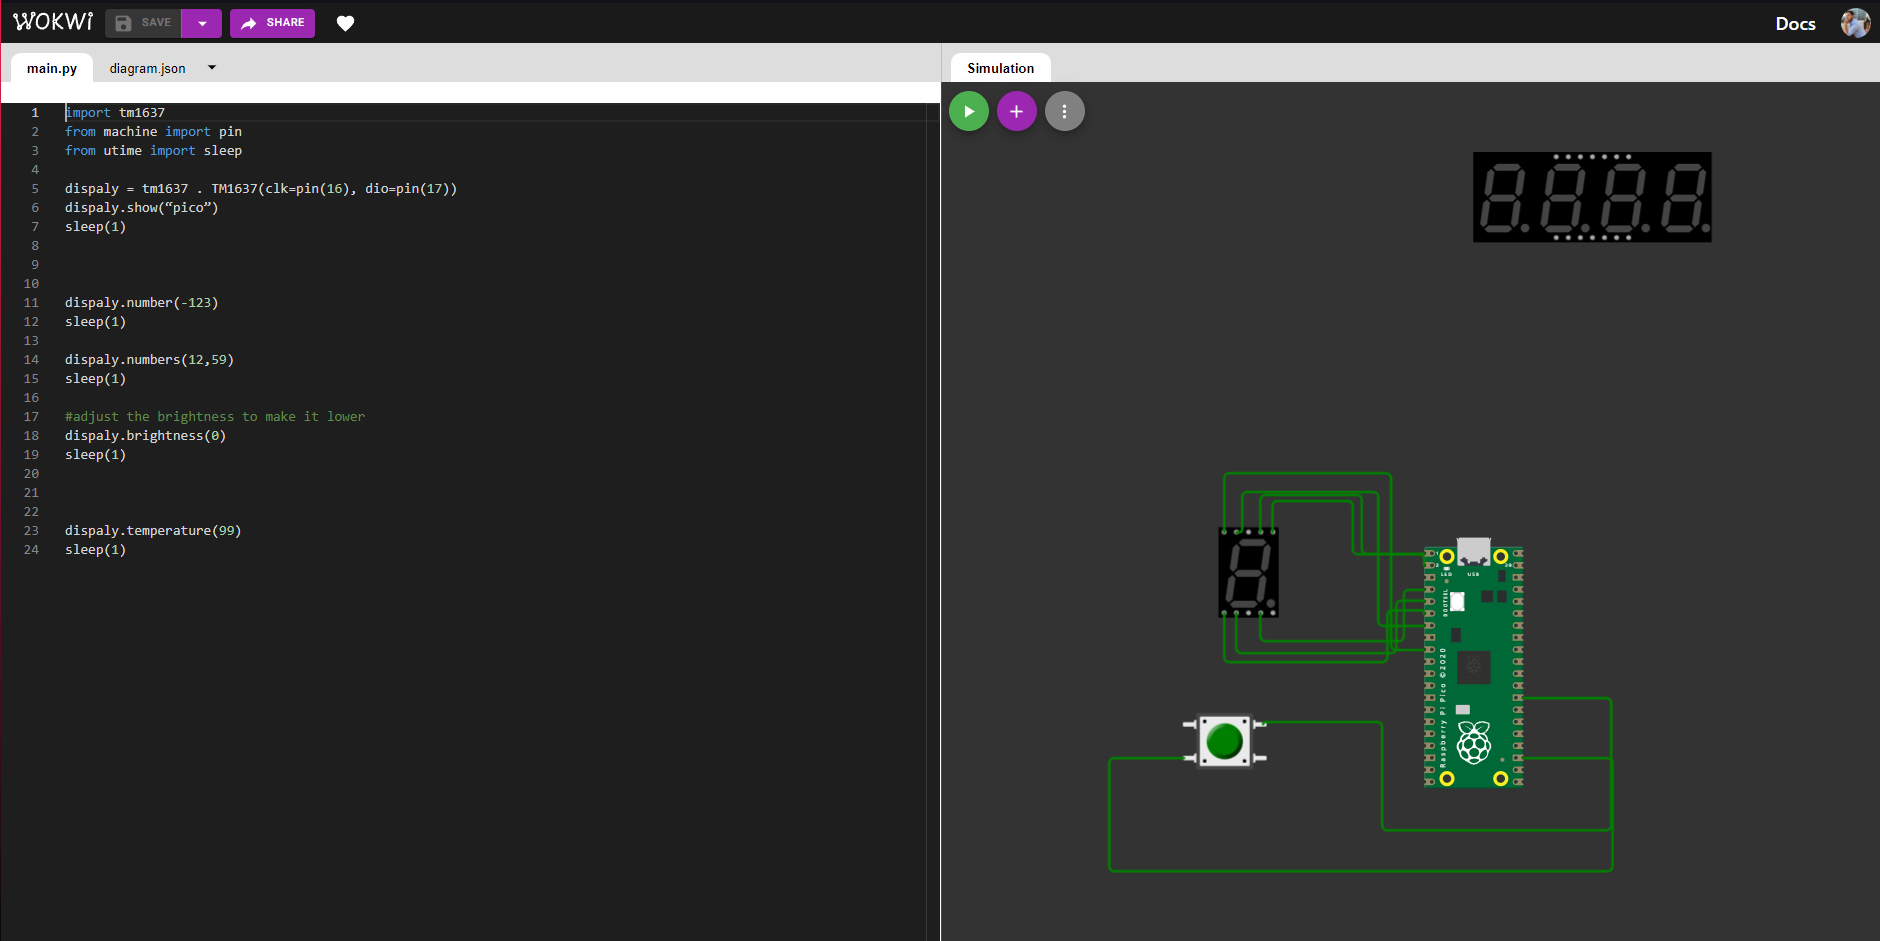 WOKWI SAVE SHARE Docs
main.py diagram.json Simulation
1 import tm1637
2 from machine import pin
3 from utime import sleep
4
5 dispaly = tm1637 . TM1637(clk=pin(16), dio=pin(17))
6 dispaly.show(“pico”)
7 sleep(1)
8
9
10
11 dispaly.number(-123)
12 sleep(1)
13
14 dispaly.numbers(12,59)
15 sleep(1)
16
17 #adjust the brightness to make it lower
18 dispaly.brightness(0)
19 sleep(1)
20
21
22
23 dispaly.temperature(99)
24 sleep(1)
LED USB
BOOTSEL
Raspberry Pi Pico ©2020